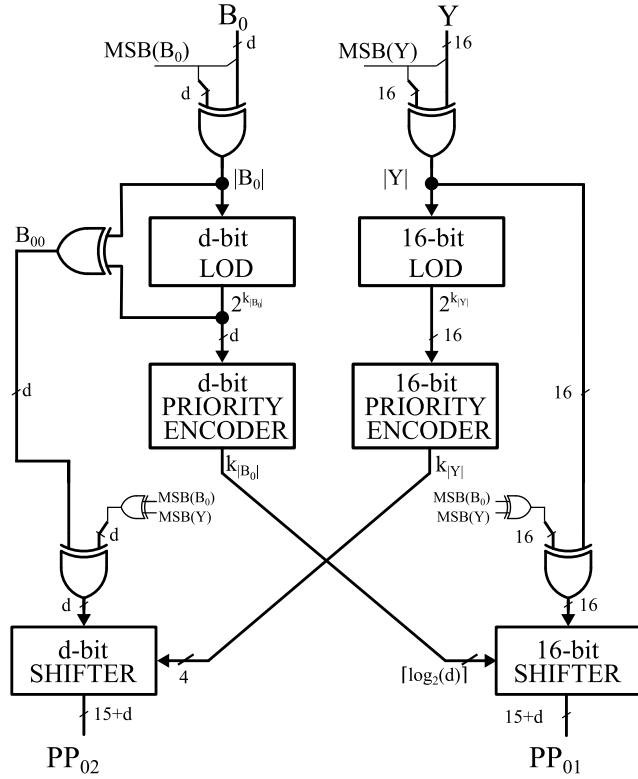 B₀ Y
MSB(B₀) d MSB(Y) 16
d 16
|B₀| |Y|
B₀₀ d-bit 16-bit
LOD LOD
2^k|B₀| 2^k|Y|
d 16
d d-bit 16-bit 16
PRIORITY PRIORITY
ENCODER ENCODER
k|B₀| k|Y|
MSB(B₀) MSB(B₀)
d MSB(Y) 16 MSB(Y)
d 16
d-bit 16-bit
SHIFTER 4 ⌈log₂(d)⌉ SHIFTER
15+d 15+d
PP₀₂ PP₀₁